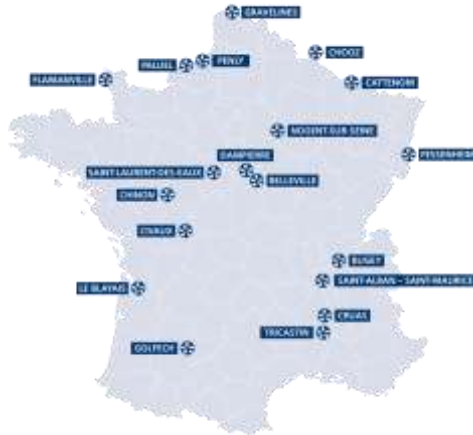 GRAVELINES
CHOOZ
PENLY
PALUEL
FLAMANVILLE
CATTENOM
NOGENT-SUR-SEINE
DAMPIERRE
FESSENHEIM
SAINT-LAURENT-DES-EAUX
BELLEVILLE
CHINON
CIVAUX
BUGEY
SAINT-ALBAN - SAINT-MAURICE
LE BLAYAIS
CRUAS
TRICASTIN
GOLFECH